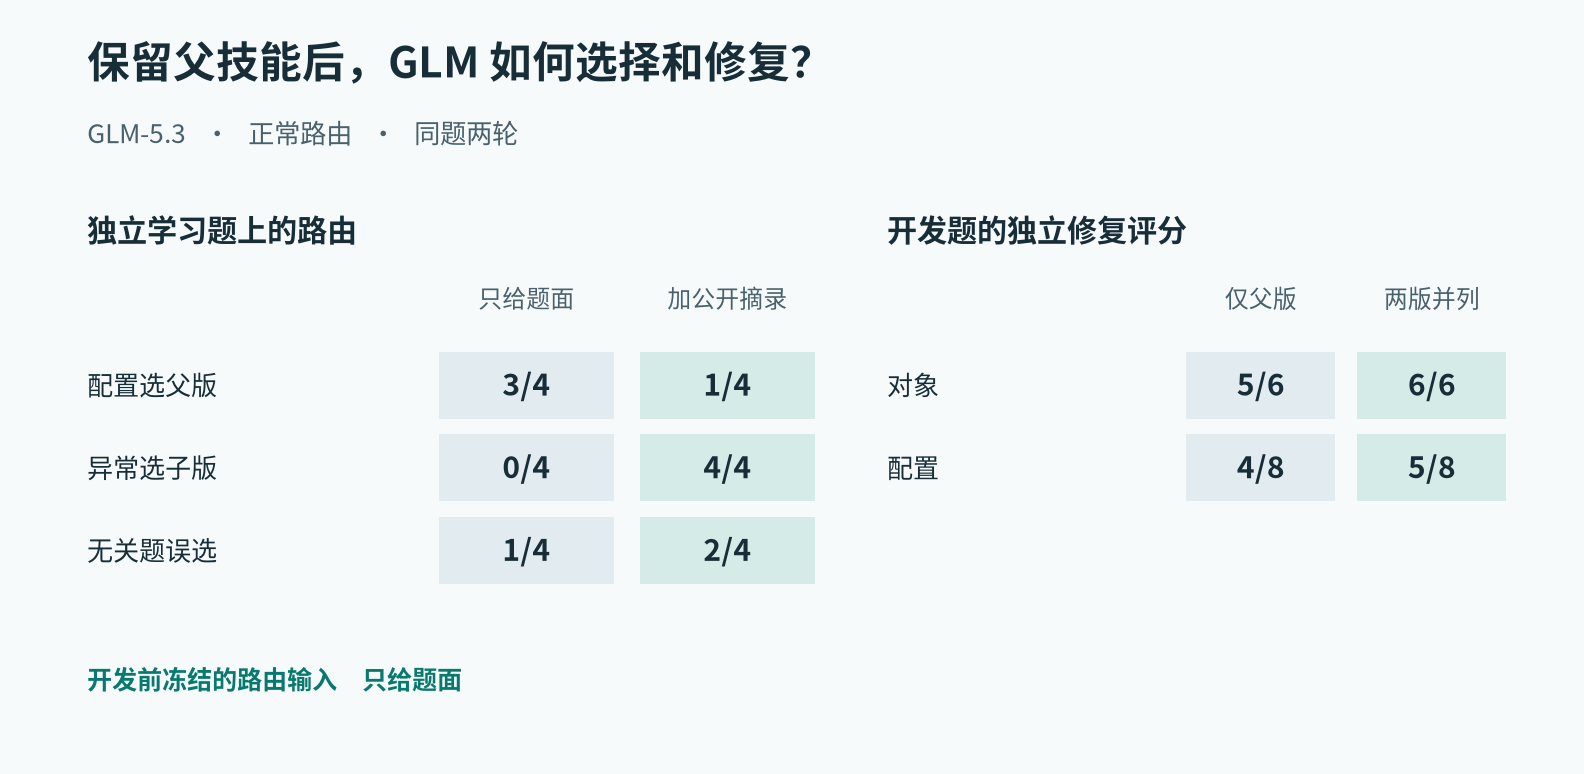 保留父技能后，GLM 如何选择和修复？
GLM-5.3 · 正常路由 · 同题两轮
独立学习题上的路由
只给题面 加公开摘录
配置选父版 3/4 1/4
异常选子版 0/4 4/4
无关题误选 1/4 2/4
开发题的独立修复评分
仅父版 两版并列
对象 5/6 6/6
配置 4/8 5/8
开发前冻结的路由输入 只给题面